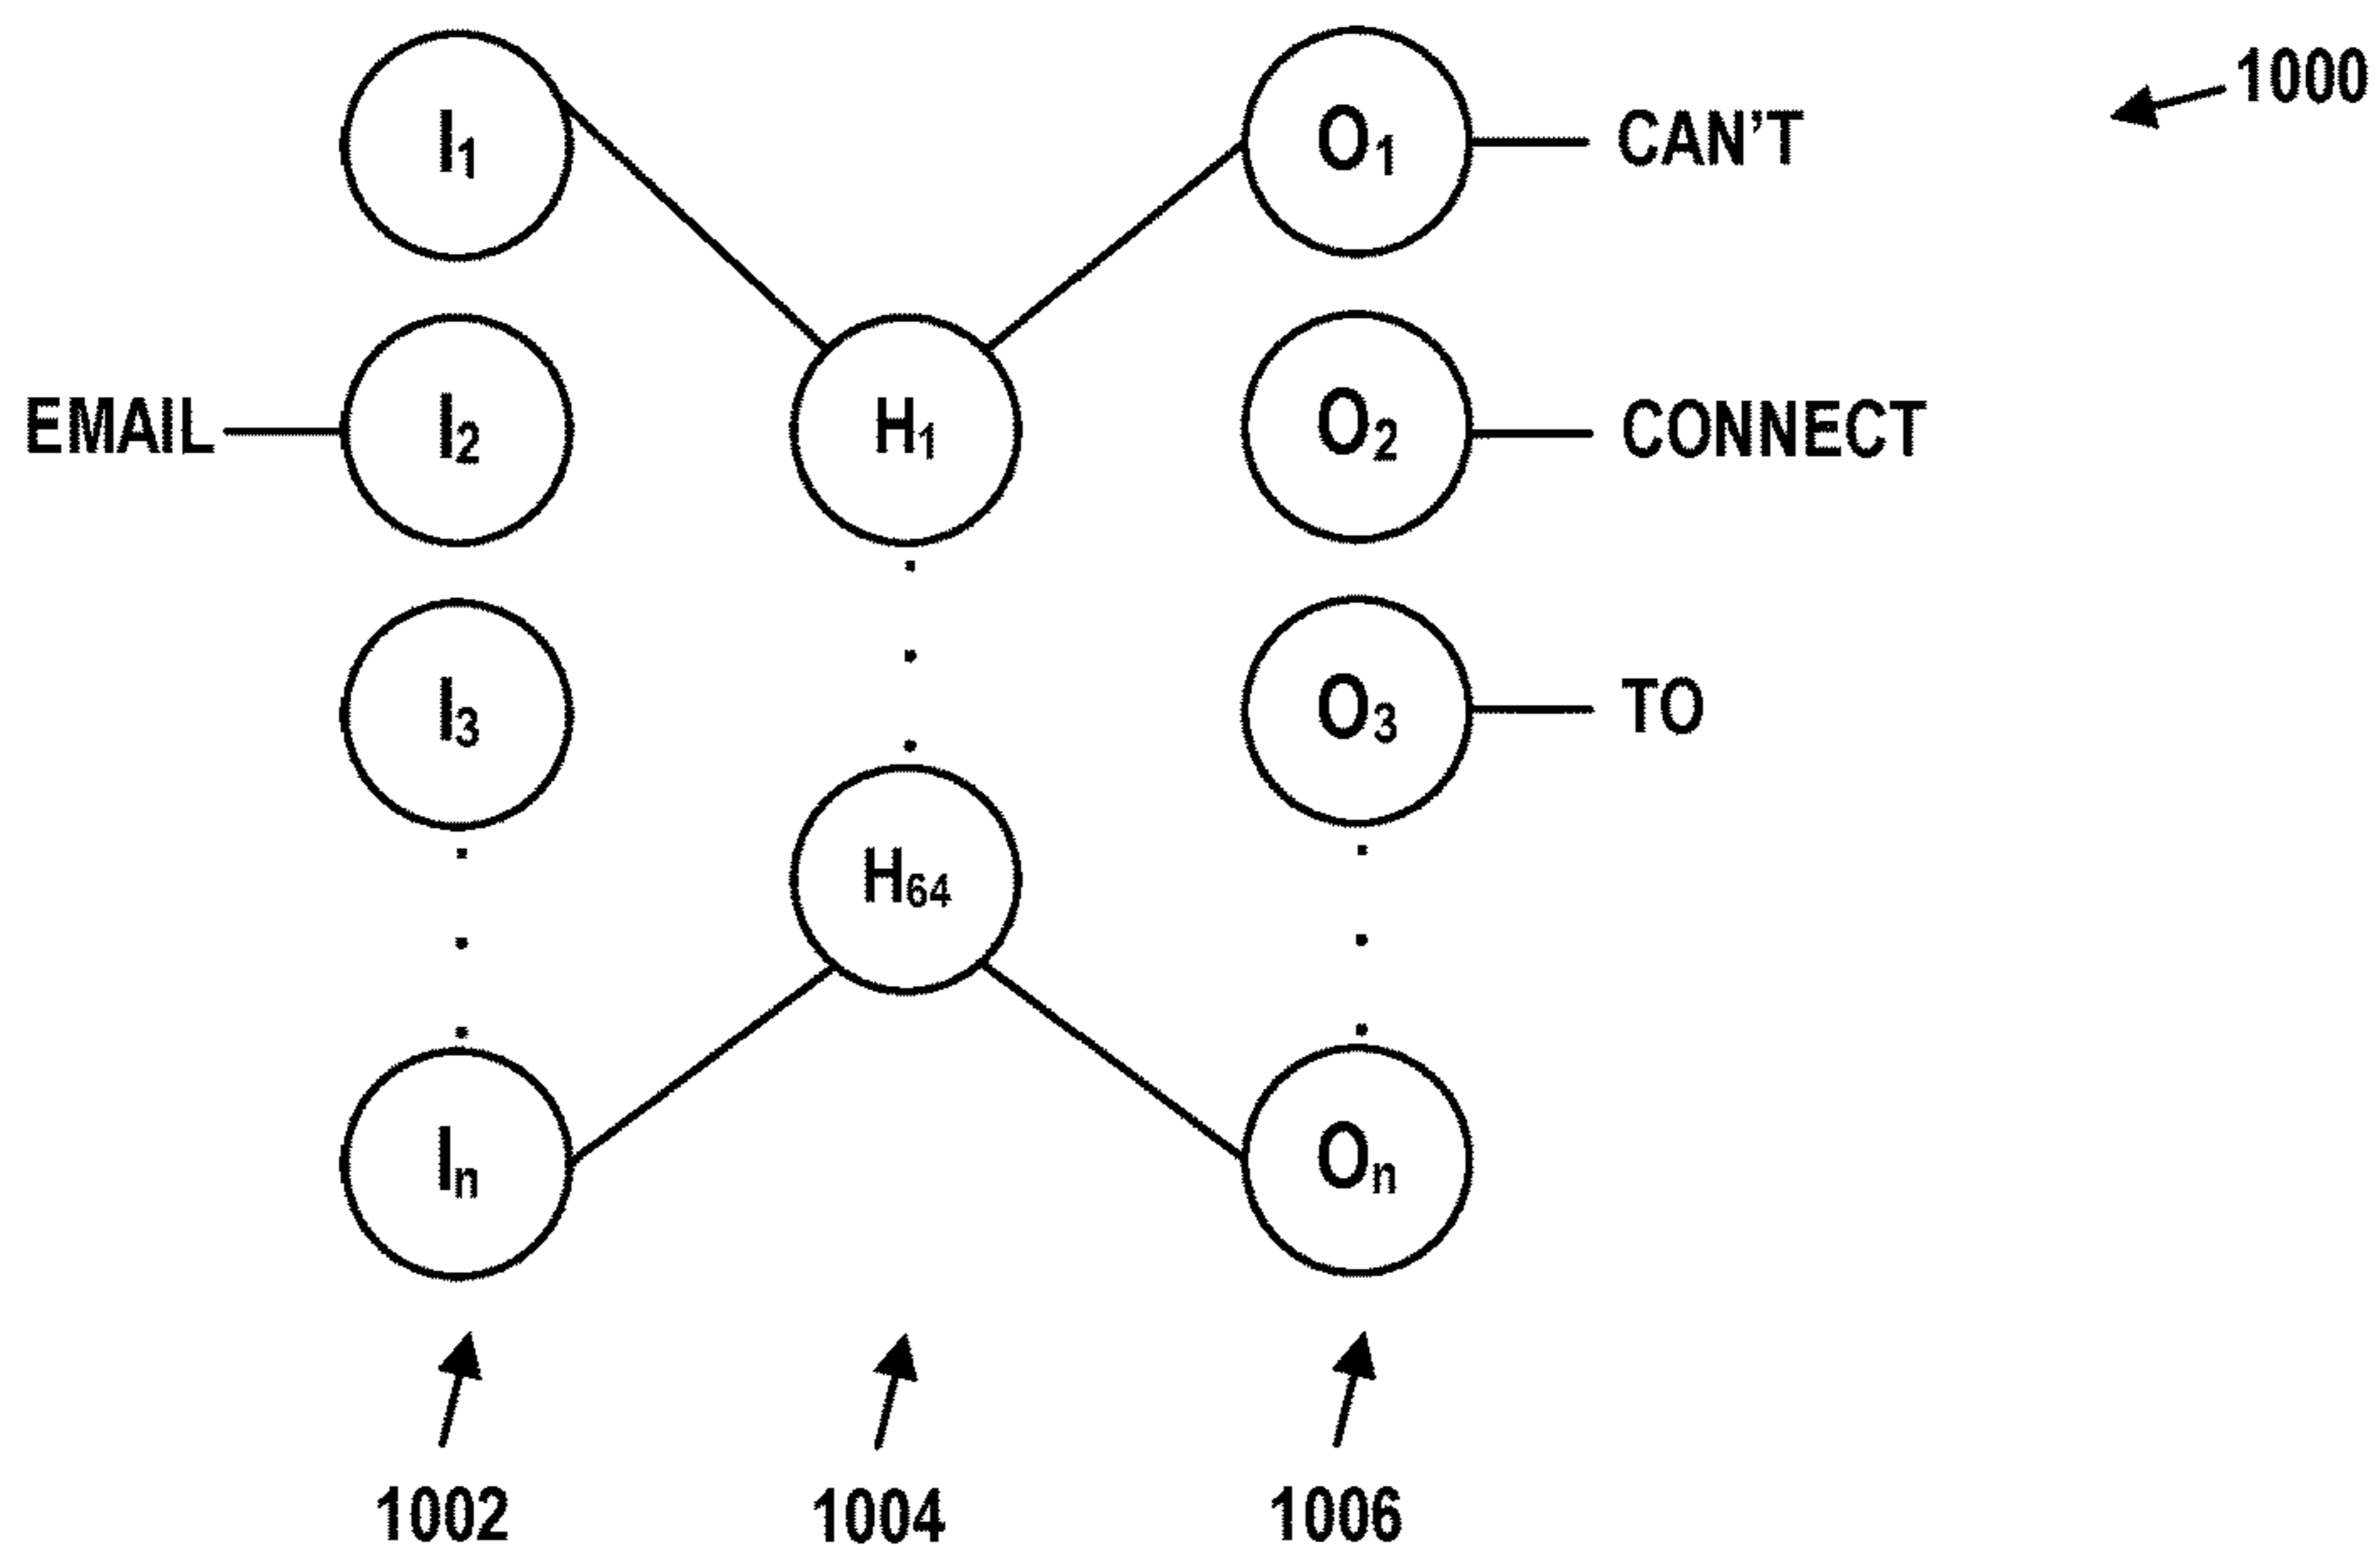 I1 O1 CAN'T 1000
EMAIL I2 H1 O2 CONNECT
I3 O3 TO
H64
In On
1002 1004 1006